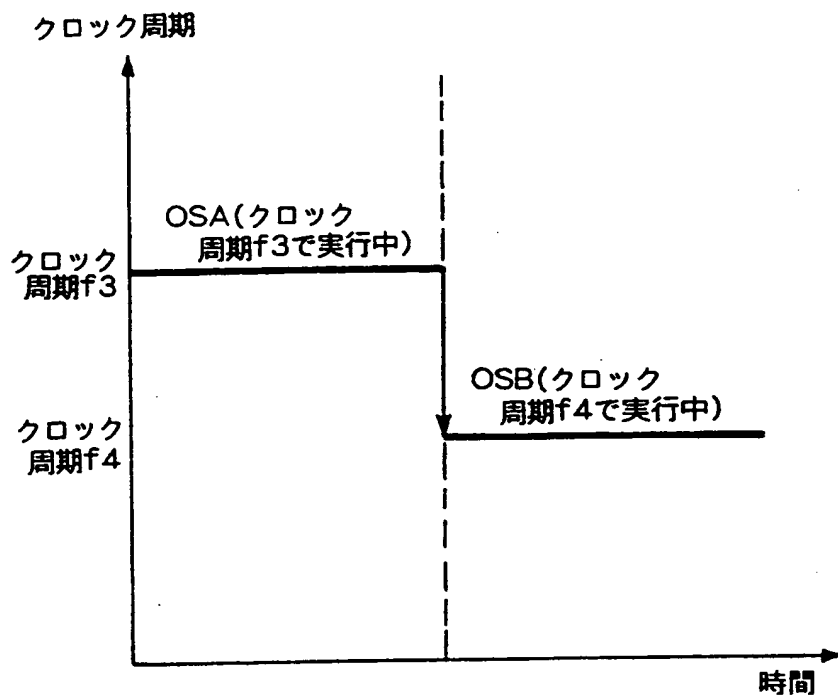 クロック周期
OSA(クロック
周期f3で実行中)
クロック
周期f3
OSB(クロック
周期f4で実行中)
クロック
周期f4
時間